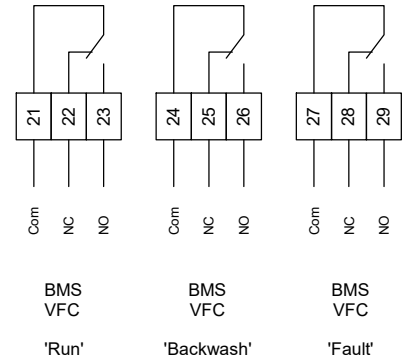 21 22 23 24 25 26 27 28 29
Com NC NO Com NC NO Com NC NO
BMS BMS BMS
VFC VFC VFC
'Run' 'Backwash' 'Fault'